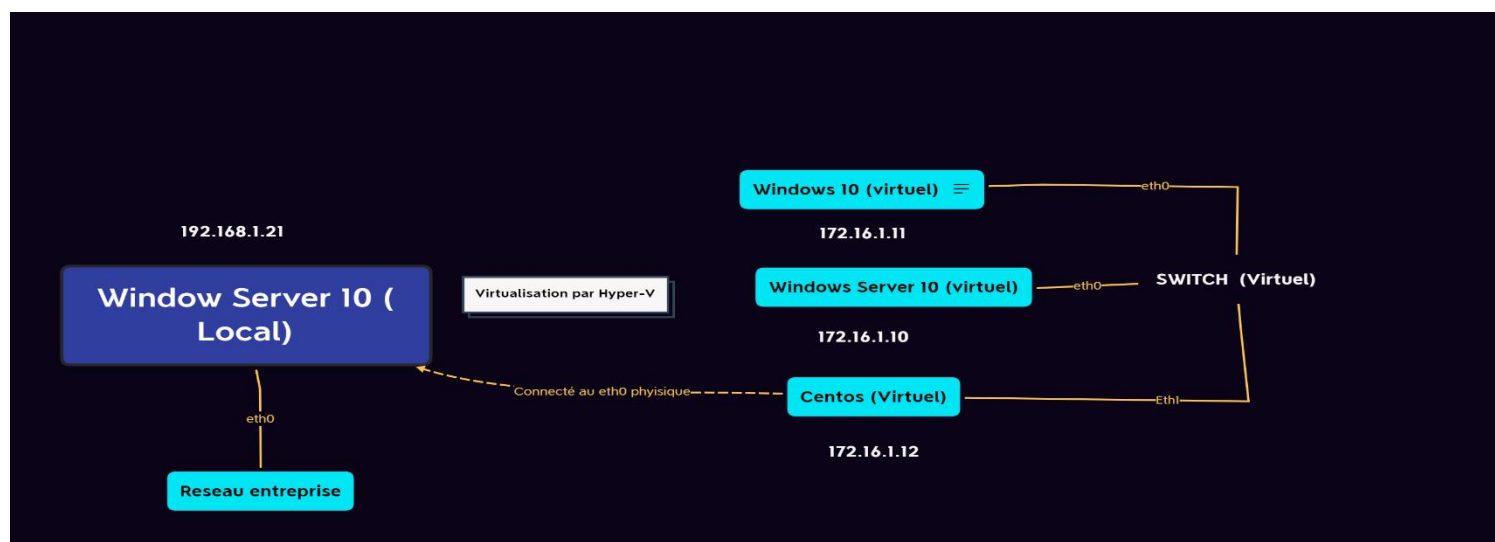 Windows 10 (virtuel)
eth0
192.168.1.21
172.16.1.11
Window Server 10 (
Local)
Virtualisation par Hyper-V
Windows Server 10 (virtuel)
eth0
SWITCH (Virtuel)
172.16.1.10
Connecté au eth0 phyisique
Centos (Virtuel)
Eth1
eth0
172.16.1.12
Reseau entreprise